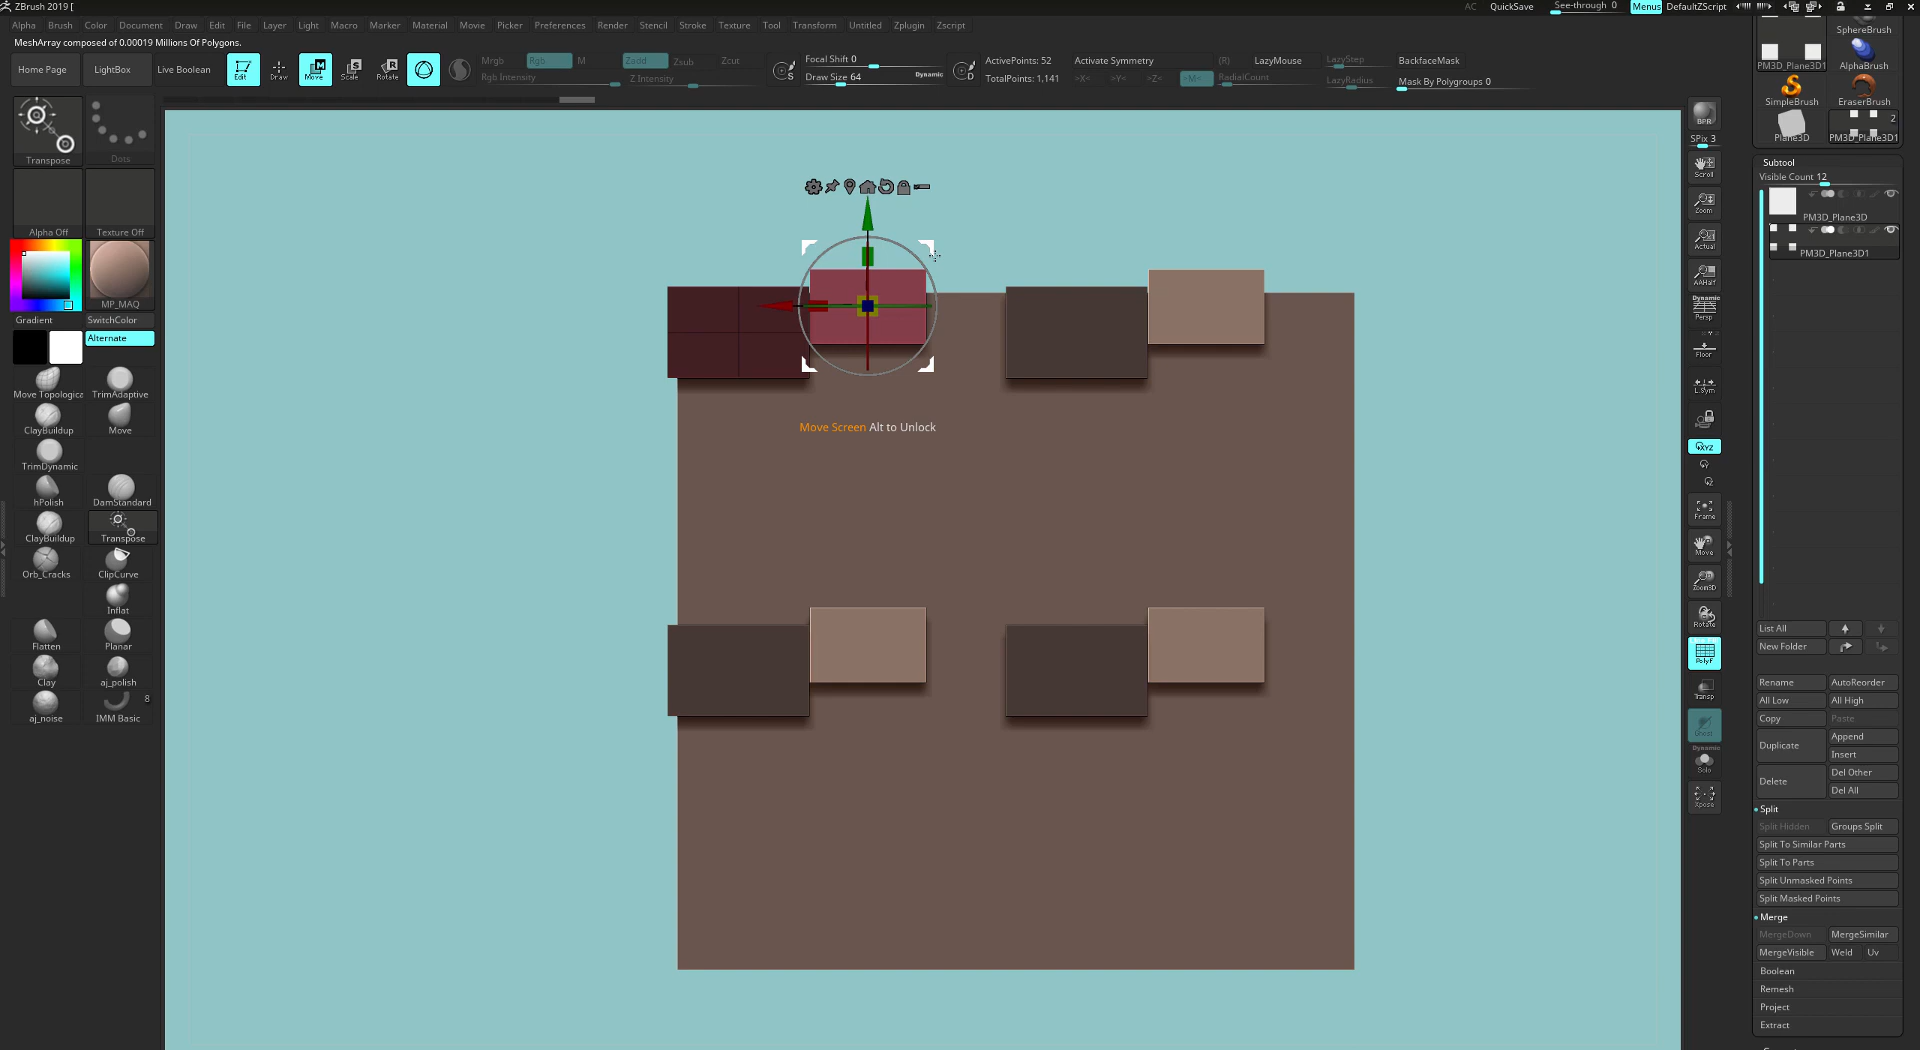 ZBrush 2019 [
AC QuickSave See-through 0 Menus DefaultZScript
Alpha Brush Color Document Draw Edit File Layer Light Macro Marker Material Movie Picker Preferences Render Stencil Stroke Texture Tool Transform Untitled Zplugin Zscript
MeshArray composed of 0.00019 Millions Of Polygons.
Home Page LightBox Live Boolean Edit Draw Move Scale Rotate
Mrgb Rgb M Zadd Zsub Zcut
Rgb Intensity Z Intensity
Focal Shift 0
Draw Size 64 Dynamic
ActivePoints: 52
TotalPoints: 1,141
Activate Symmetry (R) LazyMouse LazyStep BackfaceMask
>X< >Y< >Z< >M< RadialCount LazyRadius Mask By Polygroups 0
Transpose Dots
Alpha Off Texture Off
MP_MAQ
Gradient SwitchColor
Alternate
Move Topologica TrimAdaptive
ClayBuildup Move
TrimDynamic
hPolish DamStandard
ClayBuildup Transpose
Orb_Cracks ClipCurve
Inflat
Flatten Planar
Clay aj_polish
8
aj_noise IMM Basic
Move Screen Alt to Unlock
BPR
SPix 3
Scroll
Zoom
Actual
AAHalf
Dynamic
Persp
Floor
L.Sym
XYZ
Frame
Move
Zoom3D
Rotate
PolyF
Transp
Ghost
Dynamic
Solo
Xpose
SphereBrush
PM3D_Plane3D1 AlphaBrush
SimpleBrush EraserBrush
2
Plane3D PM3D_Plane3D1
Subtool
Visible Count 12
PM3D_Plane3D
PM3D_Plane3D1
List All
New Folder
Rename AutoReorder
All Low All High
Copy Paste
Duplicate Append
Insert
Delete Del Other
Del All
Split
Split Hidden Groups Split
Split To Similar Parts
Split To Parts
Split Unmasked Points
Split Masked Points
Merge
MergeDown MergeSimilar
MergeVisible Weld Uv
Boolean
Remesh
Project
Extract